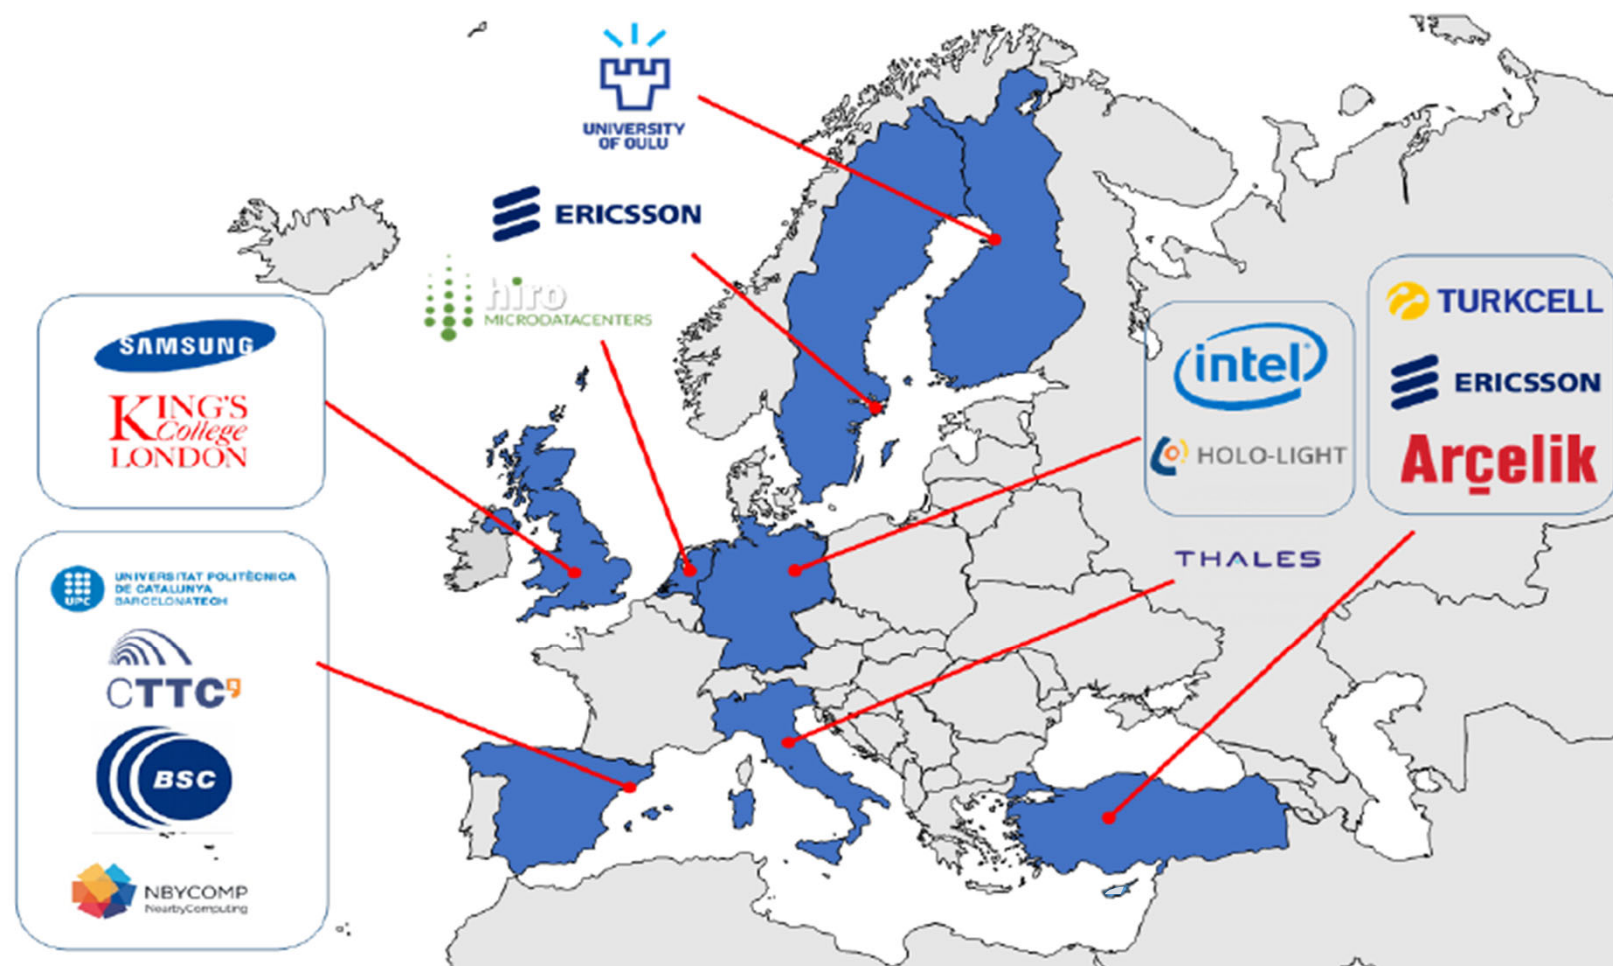 UNIVERSITY
OF OULU
ERICSSON
hiro
MICRODATACENTERS
SAMSUNG
KING'S
College
LONDON
UPC
UNIVERSITAT POLITÈCNICA
DE CATALUNYA
BARCELONATECH
CTTC
BSC
NBYCOMP
NearbyComputing
intel
HOLO-LIGHT
TURKCELL
ERICSSON
Arçelik
THALES